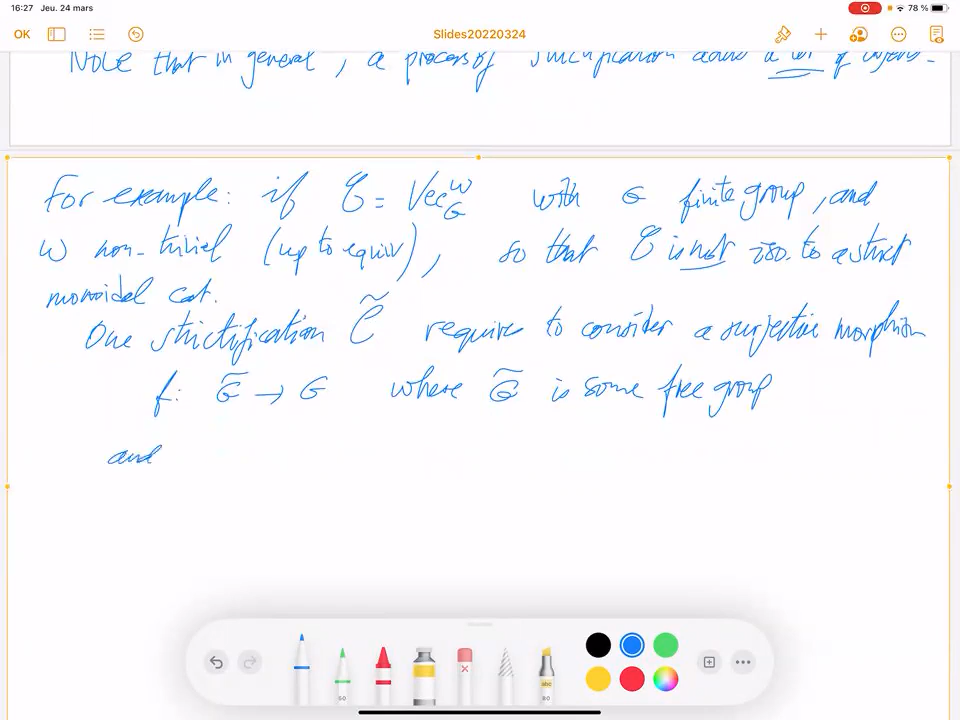 16:27 Jeu. 24 mars
78 %
OK
Slides20220324
Note that in general, a process of strictification adds a lot of objects.
For example: if 𝒞 = Vec_G^ω with G finite group, and
ω non-trivial (up to equiv), so that 𝒞 is not iso. to a strict
monoidal cat.
One strictification 𝒞̃ require to consider a surjective morphism
f: G̃ → G where G̃ is some free group
and
50
80